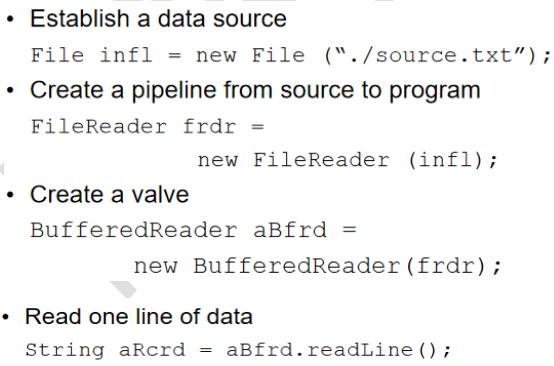 • Establish a data source
File infl = new File (“./source.txt”);
• Create a pipeline from source to program
FileReader frdr =
new FileReader (infl);
• Create a valve
BufferedReader aBfrd =
new BufferedReader(frdr);
• Read one line of data
String aRcrd = aBfrd.readLine();